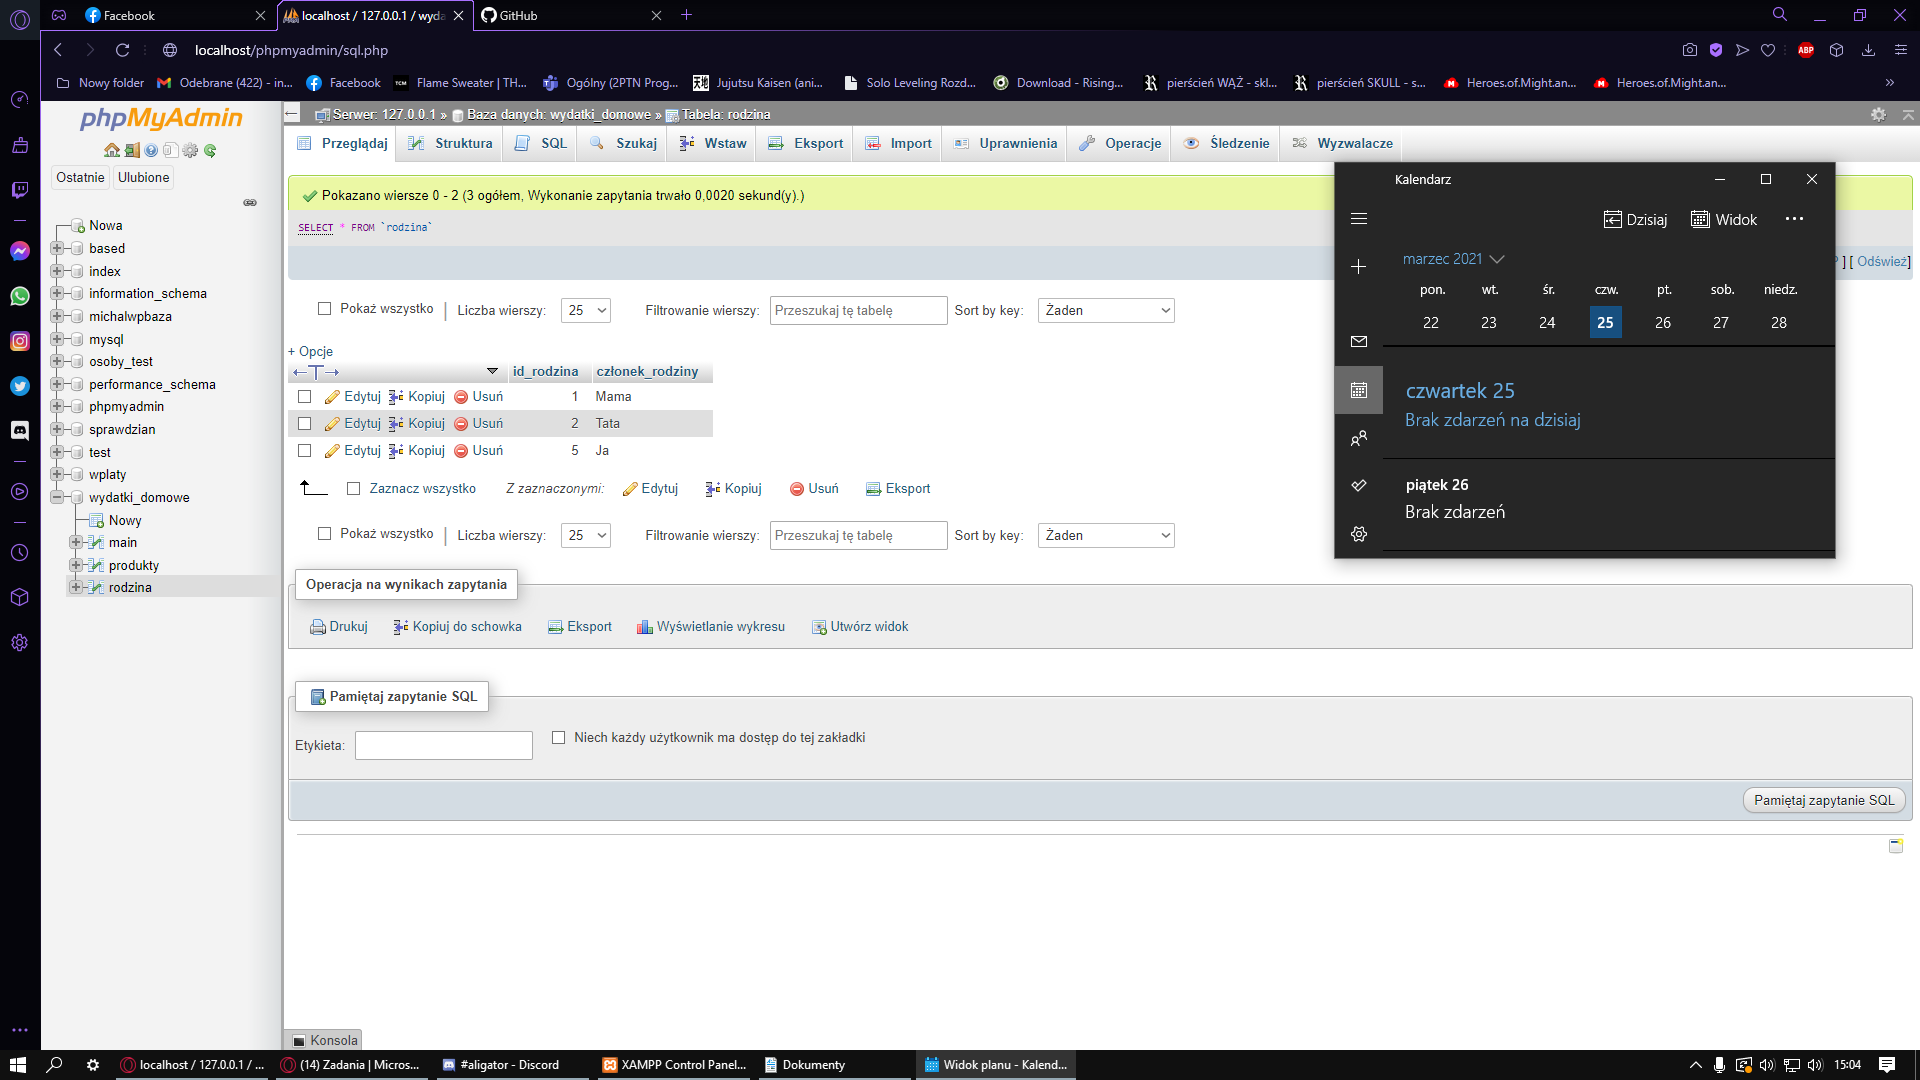 Facebook
localhost / 127.0.0.1 / wyda
GitHub
localhost/phpmyadmin/sql.php
ABP
Nowy folder
Odebrane (422) - in...
Facebook
TCM
Flame Sweater | TH...
Ogólny (2PTN Prog...
Jujutsu Kaisen (ani...
Solo Leveling Rozd...
Download - Rising...
pierścień WĄŻ - skl...
pierścień SKULL - s...
Heroes.of.Might.an...
Heroes.of.Might.an...
»
phpMyAdmin
Ostatnie
Ulubione
Nowa
based
index
information_schema
michalwpbaza
mysql
osoby_test
performance_schema
phpmyadmin
sprawdzian
test
wplaty
wydatki_domowe
Nowy
main
produkty
rodzina
Serwer: 127.0.0.1 » Baza danych: wydatki_domowe » Tabela: rodzina
Przeglądaj
Struktura
SQL
Szukaj
Wstaw
Eksport
Import
Uprawnienia
Operacje
Śledzenie
Wyzwalacze
Pokazano wiersze 0 - 2 (3 ogółem, Wykonanie zapytania trwało 0,0020 sekund(y).)
SELECT * FROM `rodzina`
] [ Odśwież]
Pokaż wszystko
Liczba wierszy:
25
Filtrowanie wierszy:
Przeszukaj tę tabelę
Sort by key:
Żaden
+ Opcje
←T→
id_rodzina
członek_rodziny
Edytuj Kopiuj Usuń 1 Mama
Edytuj Kopiuj Usuń 2 Tata
Edytuj Kopiuj Usuń 5 Ja
Zaznacz wszystko
Z zaznaczonymi:
Edytuj
Kopiuj
Usuń
Eksport
Pokaż wszystko
Liczba wierszy:
25
Filtrowanie wierszy:
Przeszukaj tę tabelę
Sort by key:
Żaden
Operacja na wynikach zapytania
Drukuj
Kopiuj do schowka
Eksport
Wyświetlanie wykresu
Utwórz widok
Pamiętaj zapytanie SQL
Etykieta:
Niech każdy użytkownik ma dostęp do tej zakładki
Pamiętaj zapytanie SQL
Konsola
Kalendarz
Dzisiaj
Widok
marzec 2021
pon. wt. śr. czw. pt. sob. niedz.
22 23 24 25 26 27 28
czwartek 25
Brak zdarzeń na dzisiaj
piątek 26
Brak zdarzeń
localhost / 127.0.0.1 / ...
(14) Zadania | Micros...
#aligator - Discord
XAMPP Control Panel...
Dokumenty
Widok planu - Kalend...
15:04